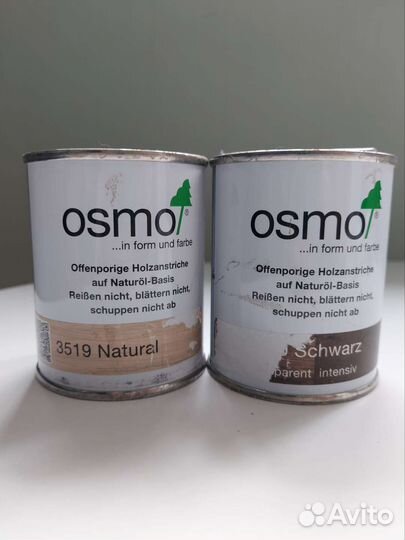 osmo®
...in form und farbe
Offenporige Holzanstriche
auf Naturöl-Basis
Reißen nicht, blättern nicht,
schuppen nicht ab
3519 Natural
osmo®
...in form und farbe
Offenporige Holzanstriche
auf Naturöl-Basis
Reißen nicht, blättern nicht,
schuppen nicht ab
Schwarz
intensiv
Avito